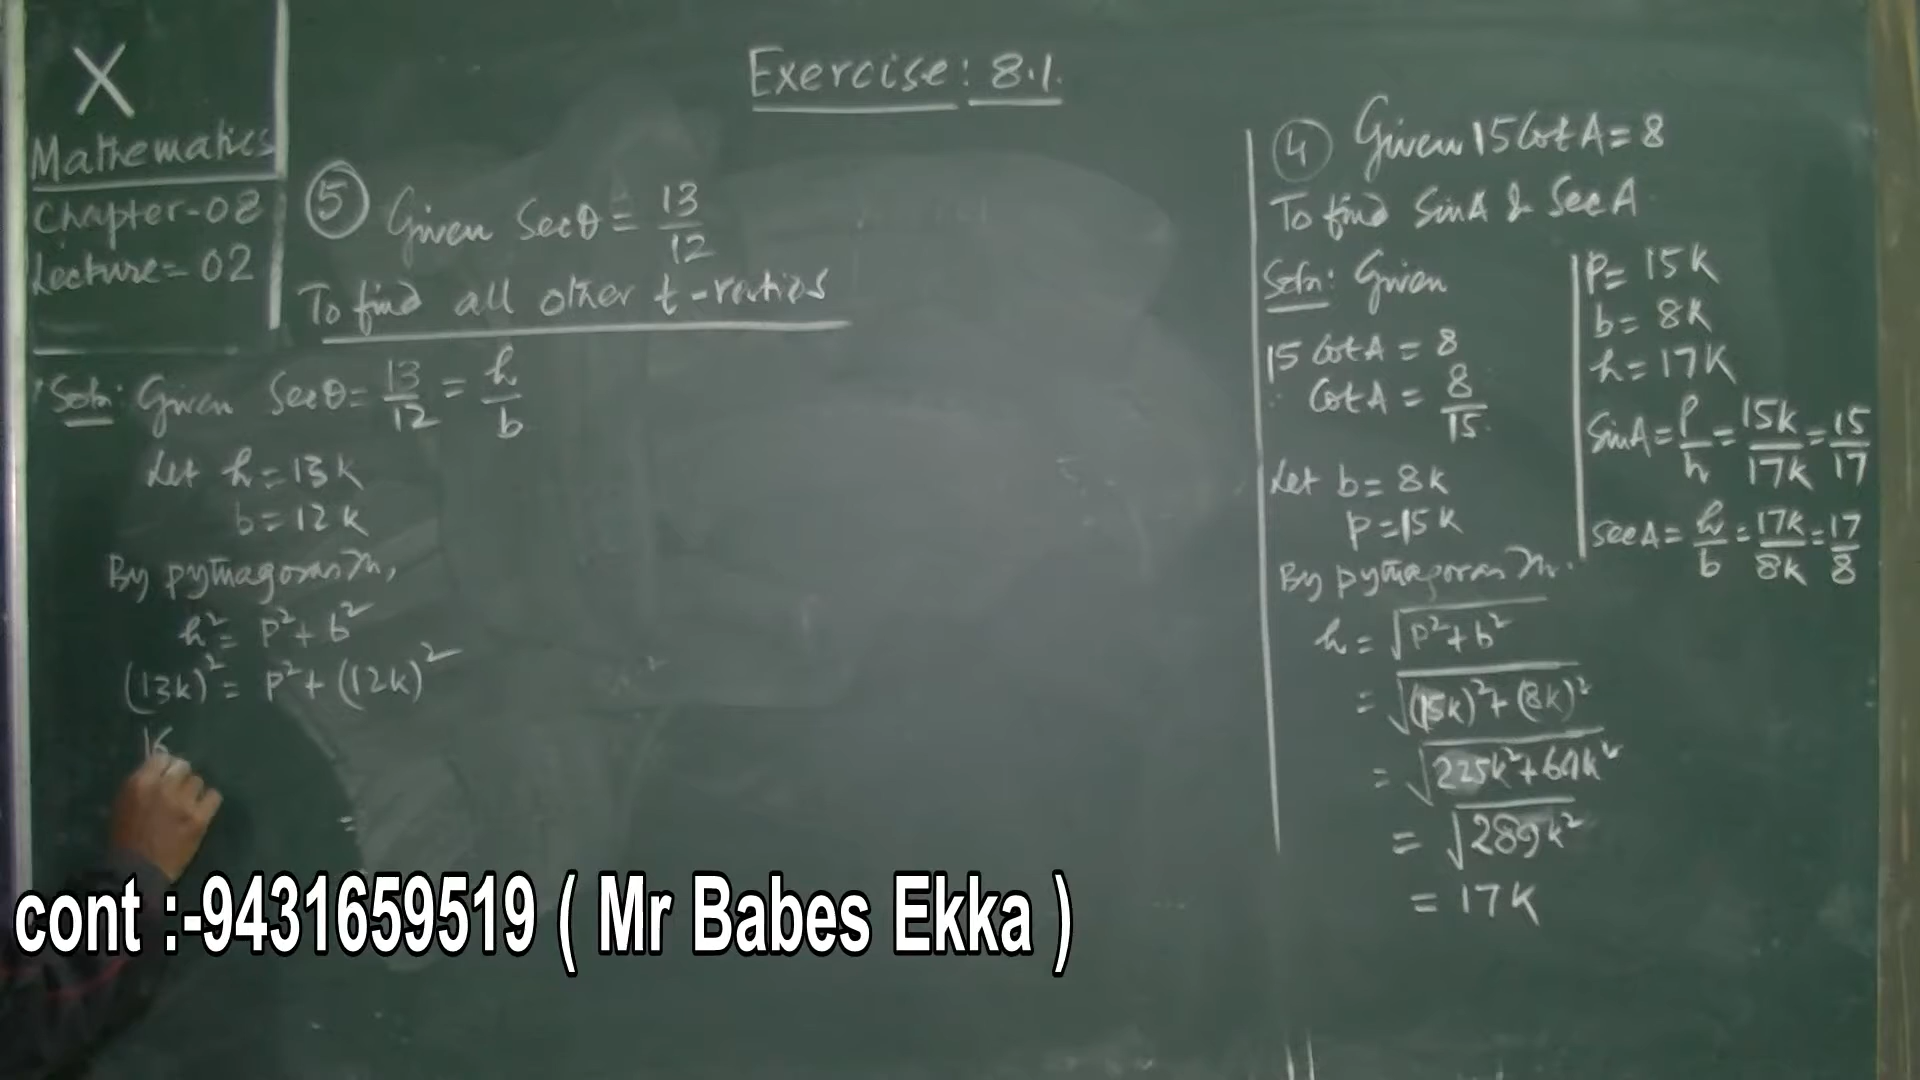 X
Mathematics
Chapter-08
Lecture-02
Exercise: 8.1.
⑤ Given Secθ = 13/12
To find all other t-ratios
Soln: Given Secθ = 13/12 = h/b
Let h = 13k
b = 12k
By pythagoras th,
h² = p² + b²
(13k)² = p² + (12k)²
16
=
④ Given 15 Cot A = 8
To find Sin A & Sec A.
Soln: Given
15 Cot A = 8
Cot A = 8/15.
Let b = 8k
p = 15k
By pythagoras th.
h = √p² + b²
= √(15k)² + (8k)²
= √225k² + 64k²
= √289k²
= 17k
P = 15k
b = 8k
h = 17k
Sin A = p/h = 15k/17k = 15/17
Sec A = h/b = 17k/8k = 17/8
cont :-9431659519 ( Mr Babes Ekka )